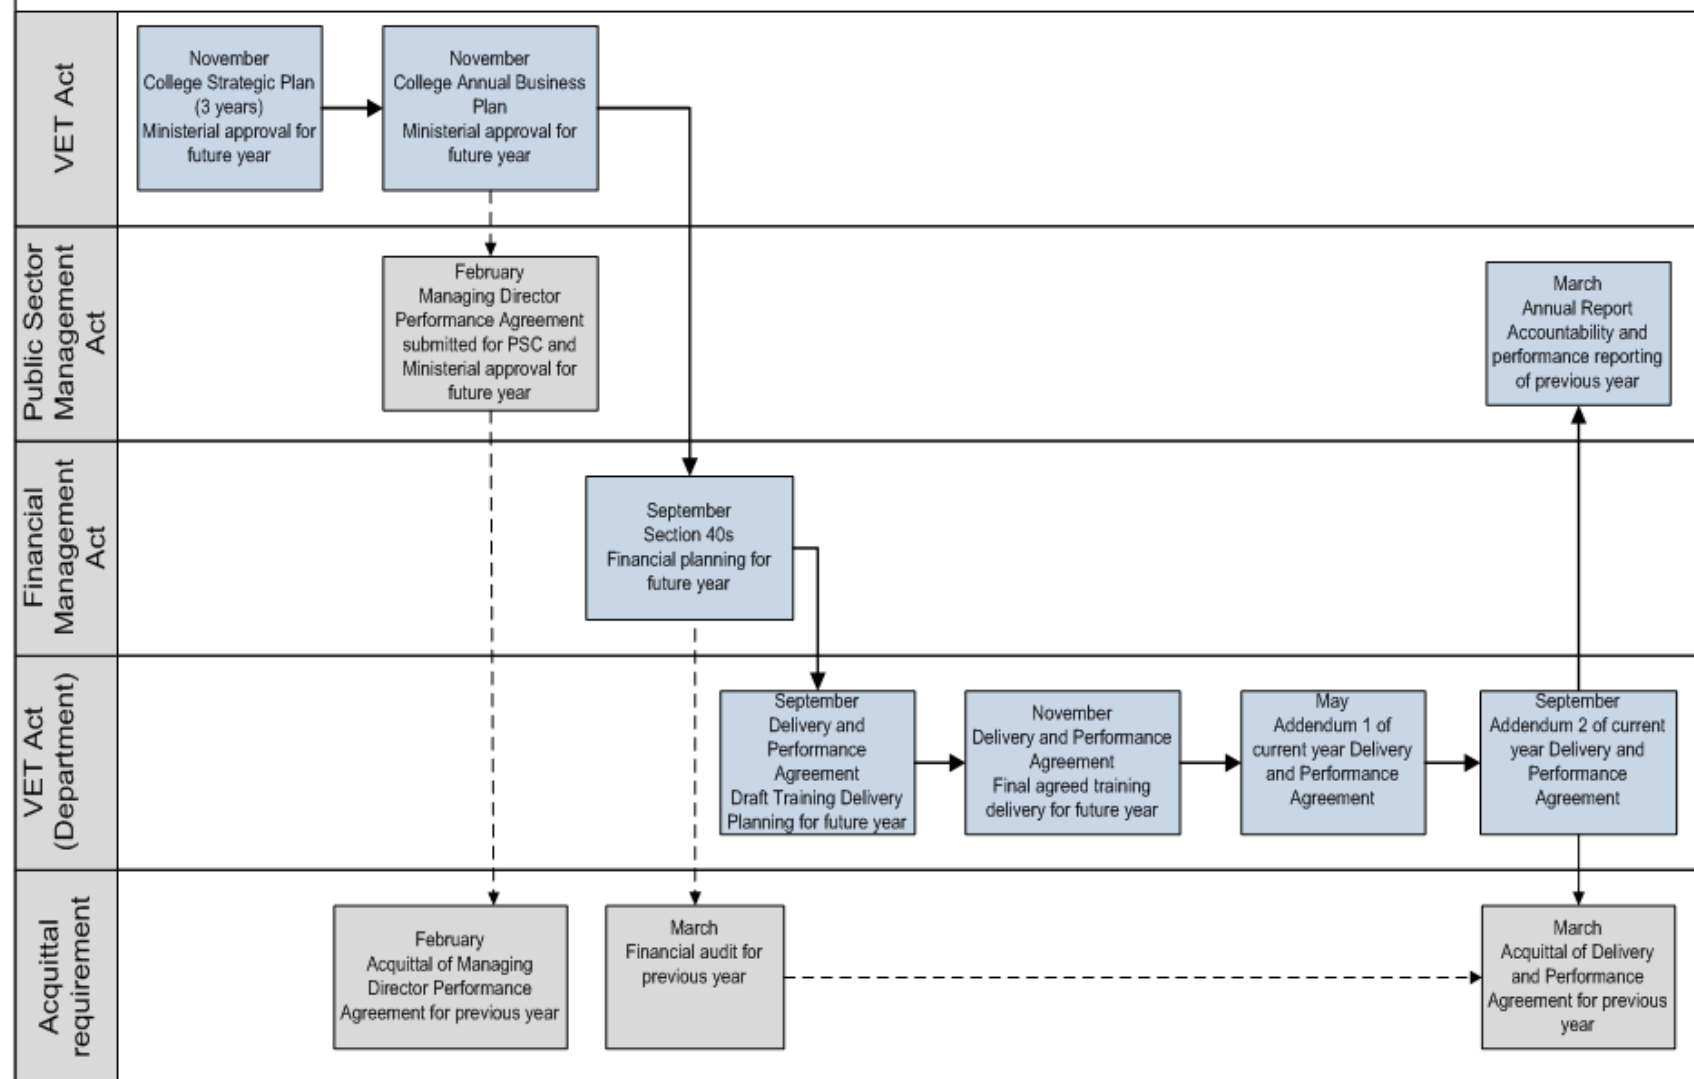 VET Act
November
College Strategic Plan
(3 years)
Ministerial approval for
future year
November
College Annual Business
Plan
Ministerial approval for
future year
Public Sector
Management
Act
February
Managing Director
Performance Agreement
submitted for PSC and
Ministerial approval for
future year
March
Annual Report
Accountability and
performance reporting
of previous year
Financial
Management
Act
September
Section 40s
Financial planning for
future year
VET Act
(Department)
September
Delivery and
Performance
Agreement
Draft Training Delivery
Planning for future year
November
Delivery and Performance
Agreement
Final agreed training
delivery for future year
May
Addendum 1 of
current year Delivery
and Performance
Agreement
September
Addendum 2 of current
year Delivery and
Performance
Agreement
Acquittal
requirement
February
Acquittal of Managing
Director Performance
Agreement for previous year
March
Financial audit for
previous year
March
Acquittal of Delivery
and Performance
Agreement for previous
year